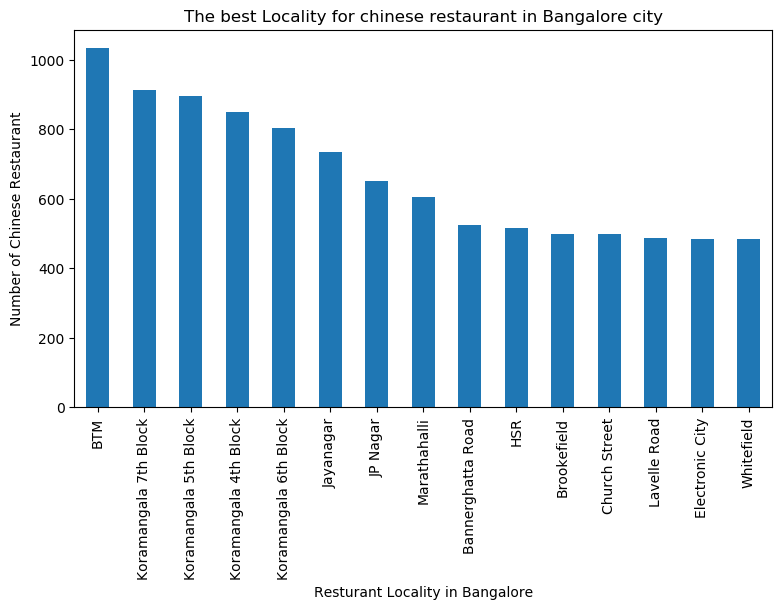 The best Locality for chinese restaurant in Bangalore city
Number of Chinese Restaurant
1000
800
600
400
200
0
BTM
Koramangala 7th Block
Koramangala 5th Block
Koramangala 4th Block
Koramangala 6th Block
Jayanagar
JP Nagar
Marathahalli
Bannerghatta Road
HSR
Brookefield
Church Street
Lavelle Road
Electronic City
Whitefield
Resturant Locality in Bangalore